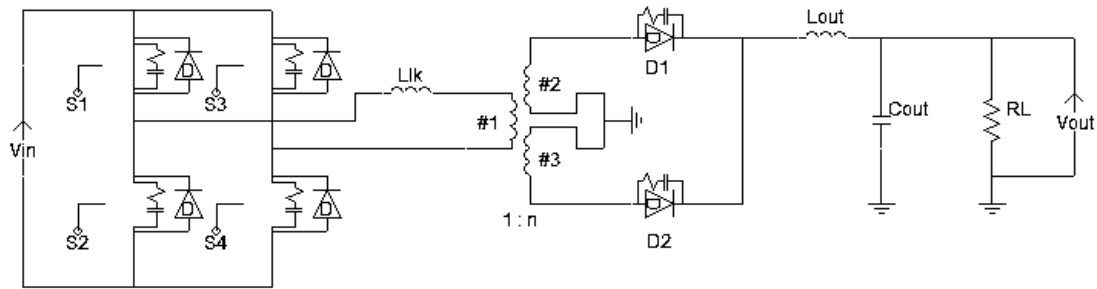 Vin
S1
D
S3
D
S2
D
S4
D
Llk
#1
#2
#3
1 : n
D
D1
D
D2
Lout
Cout
RL
Vout